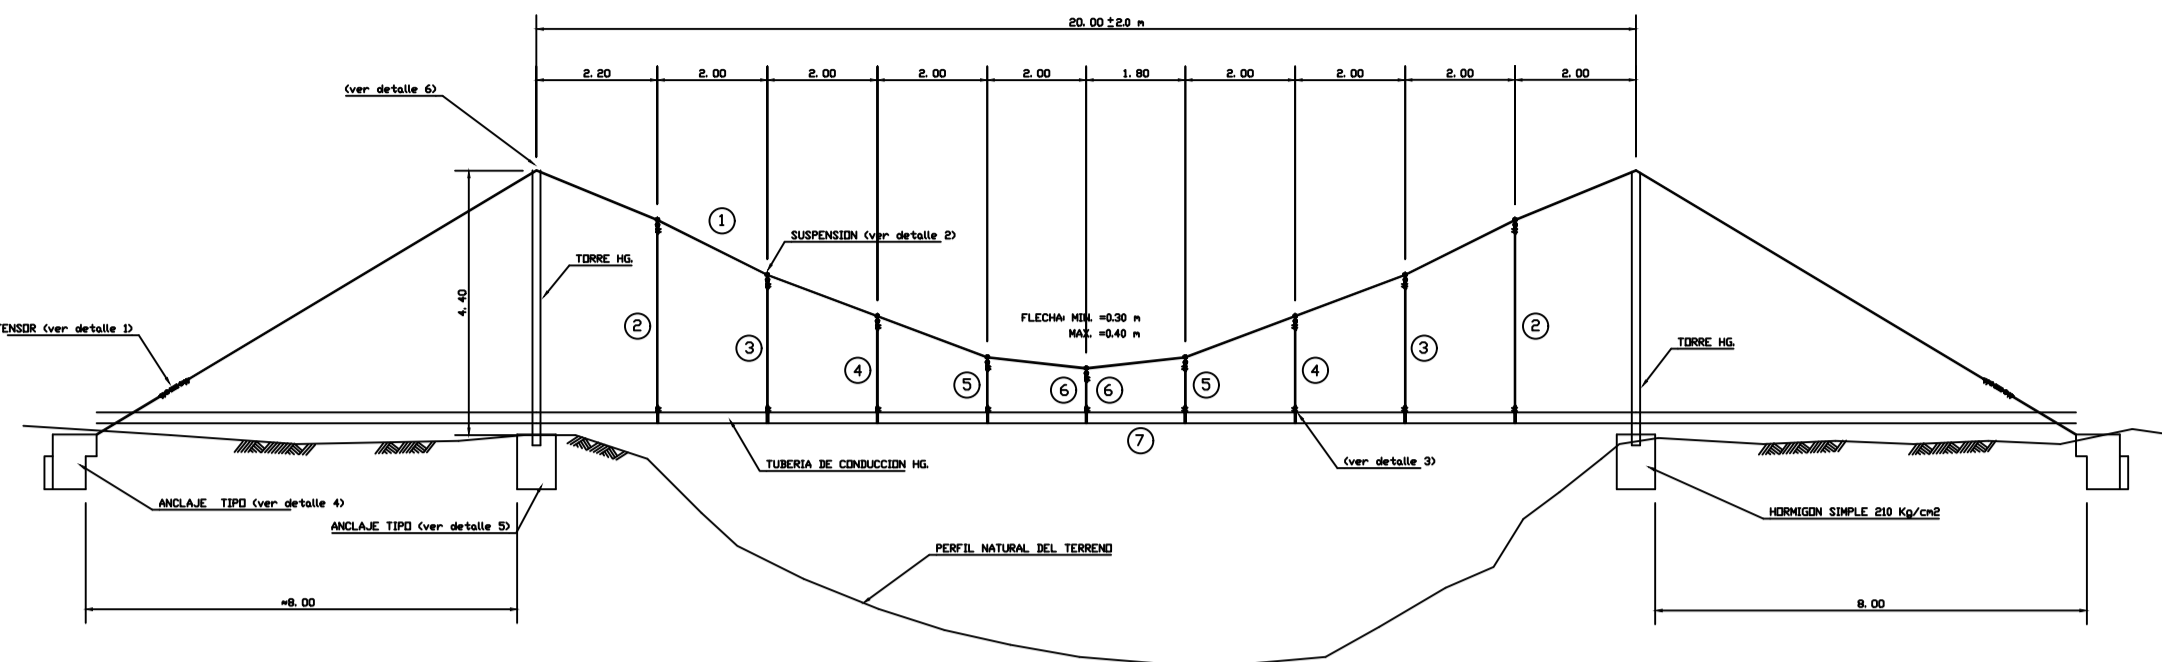 20.00 ±2.0 m
2.20
2.00
2.00
2.00
2.00
1.80
2.00
2.00
2.00
2.00
(ver detalle 6)
1
SUSPENSION (ver detalle 2)
TORRE HG.
4.40
FLECHA: MIN. =0.30 m
MAX. =0.40 m
TENSOR (ver detalle 1)
2
3
4
5
6
6
5
4
3
2
TORRE HG.
7
TUBERIA DE CONDUCCION HG.
(ver detalle 3)
ANCLAJE TIPO (ver detalle 4)
ANCLAJE TIPO (ver detalle 5)
HORMIGON SIMPLE 210 Kg/cm2
PERFIL NATURAL DEL TERRENO
≈8.00
8.00